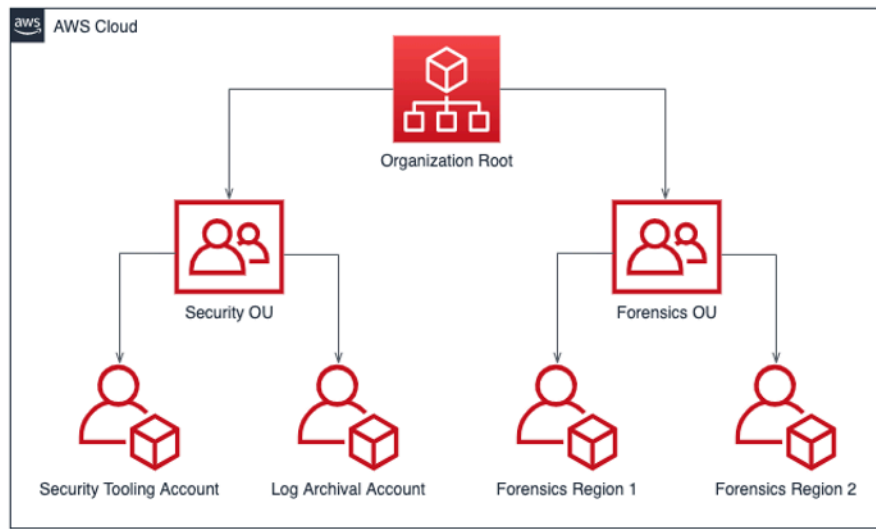 aws
AWS Cloud
Organization Root
Security OU
Forensics OU
Security Tooling Account
Log Archival Account
Forensics Region 1
Forensics Region 2